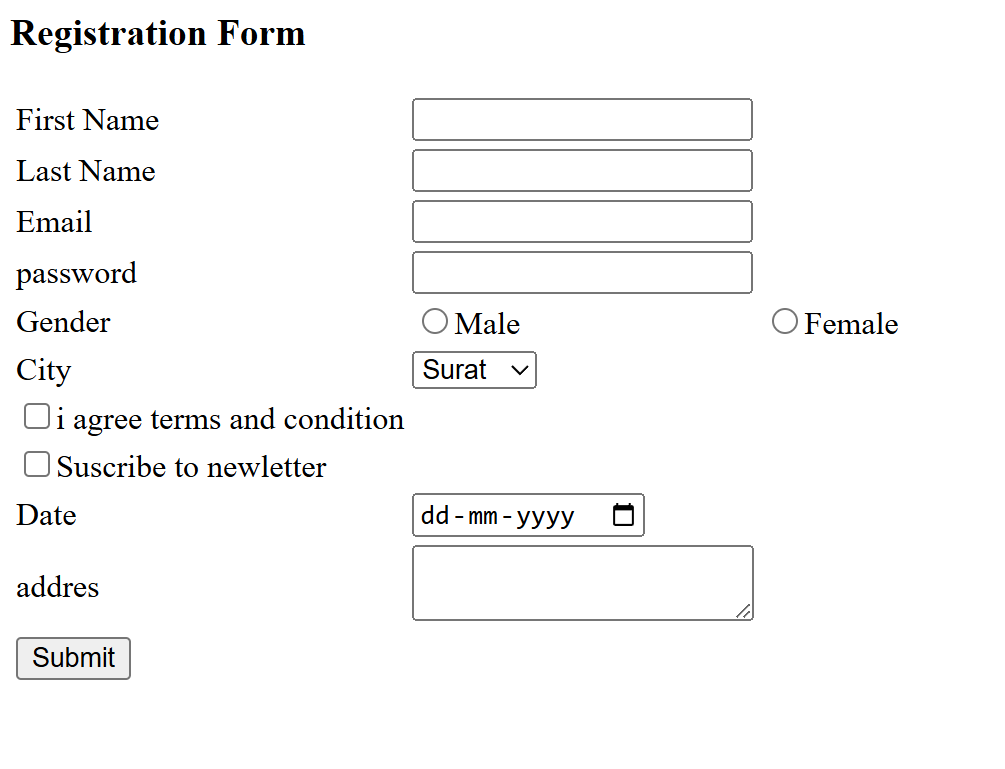 Registration Form
First Name
Last Name
Email
password
Gender Male Female
City Surat
i agree terms and condition
Suscribe to newletter
Date dd-mm-yyyy
addres
Submit